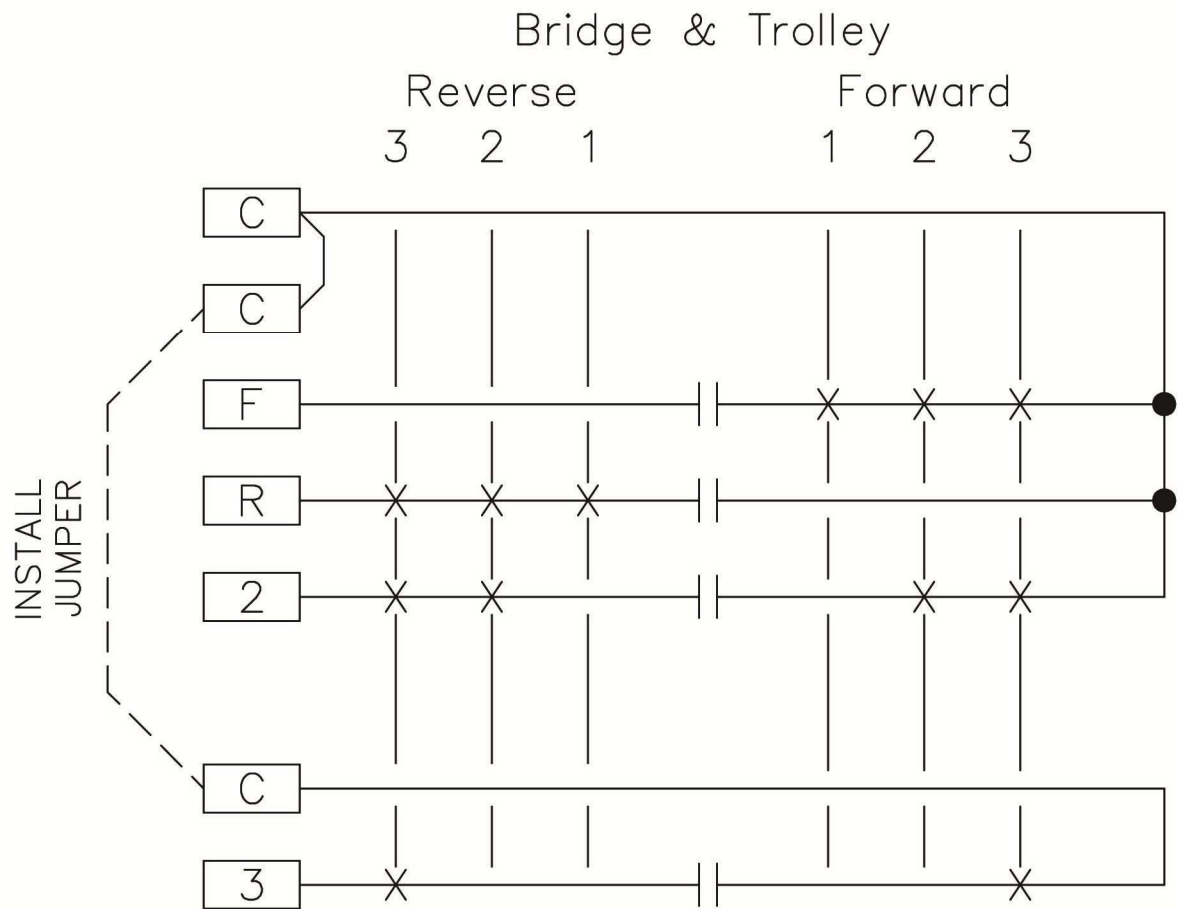 Bridge & Trolley
Reverse Forward
3 2 1 1 2 3
C
C
F
R
2
C
3
INSTALL
JUMPER